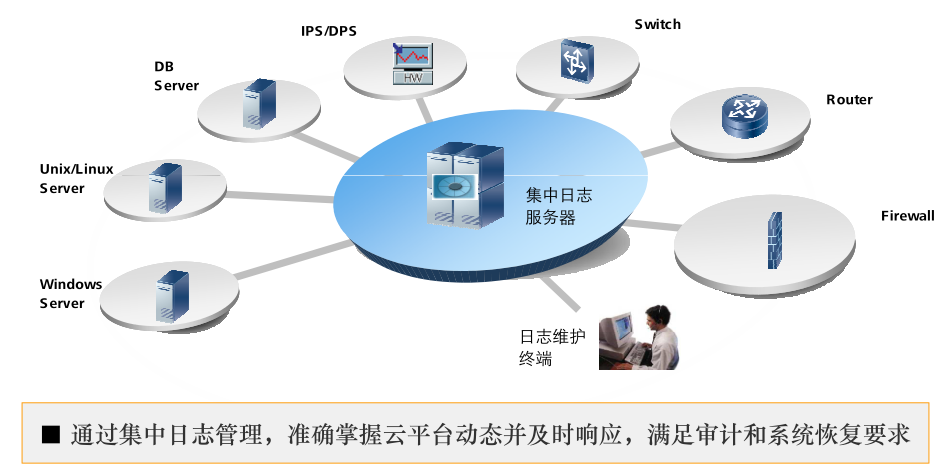 Switch
IPS/DPS
HW
DB
Server
Router
Unix/Linux
Server
集中日志
服务器
Firewall
Windows
Server
日志维护
终端
■ 通过集中日志管理，准确掌握云平台动态并及时响应，满足审计和系统恢复要求